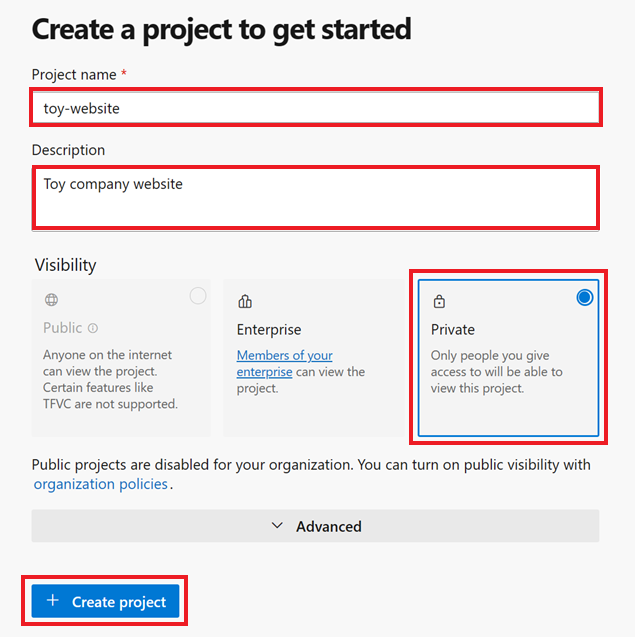 Create a project to get started
Project name *
toy-website
Description
Toy company website
Visibility
Public
Anyone on the internet
can view the project.
Certain features like
TFVC are not supported.
Enterprise
Members of your
enterprise can view the
project.
Private
Only people you give
access to will be able to
view this project.
Public projects are disabled for your organization. You can turn on public visibility with
organization policies.
Advanced
+ Create project